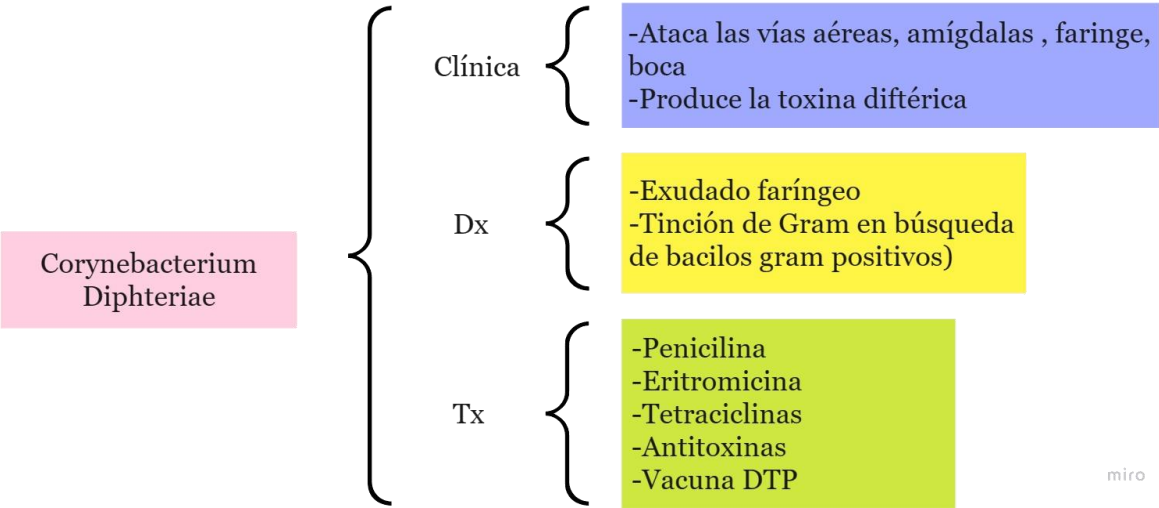 Corynebacterium
Diphteriae
Clínica
-Ataca las vías aéreas, amígdalas , faringe,
boca
-Produce la toxina diftérica
Dx
-Exudado faríngeo
-Tinción de Gram en búsqueda
de bacilos gram positivos)
Tx
-Penicilina
-Eritromicina
-Tetraciclinas
-Antitoxinas
-Vacuna DTP
miro